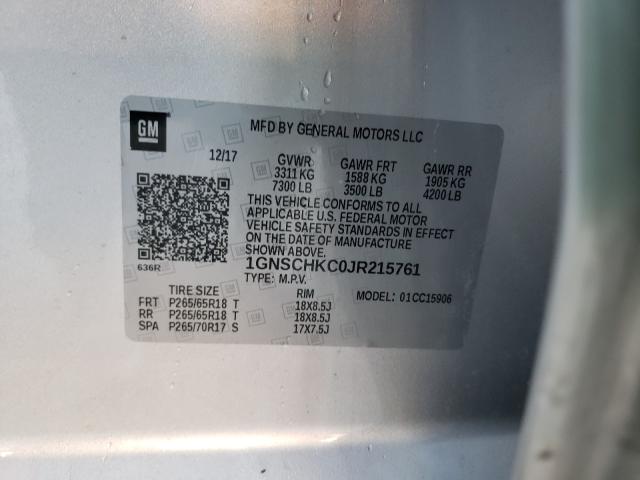 GM
MFD BY GENERAL MOTORS LLC
12/17 GVWR GAWR FRT GAWR RR
3311 KG 1588 KG 1905 KG
7300 LB 3500 LB 4200 LB
THIS VEHICLE CONFORMS TO ALL
APPLICABLE U.S. FEDERAL MOTOR
VEHICLE SAFETY STANDARDS IN EFFECT
ON THE DATE OF MANUFACTURE
SHOWN ABOVE.
636R
1GNSCHKC0JR215761
TYPE: M.P.V.
TIRE SIZE RIM MODEL: 01CC15906
FRT P265/65R18 T 18X8.5J
RR P265/65R18 T 18X8.5J
SPA P265/70R17 S 17X7.5J